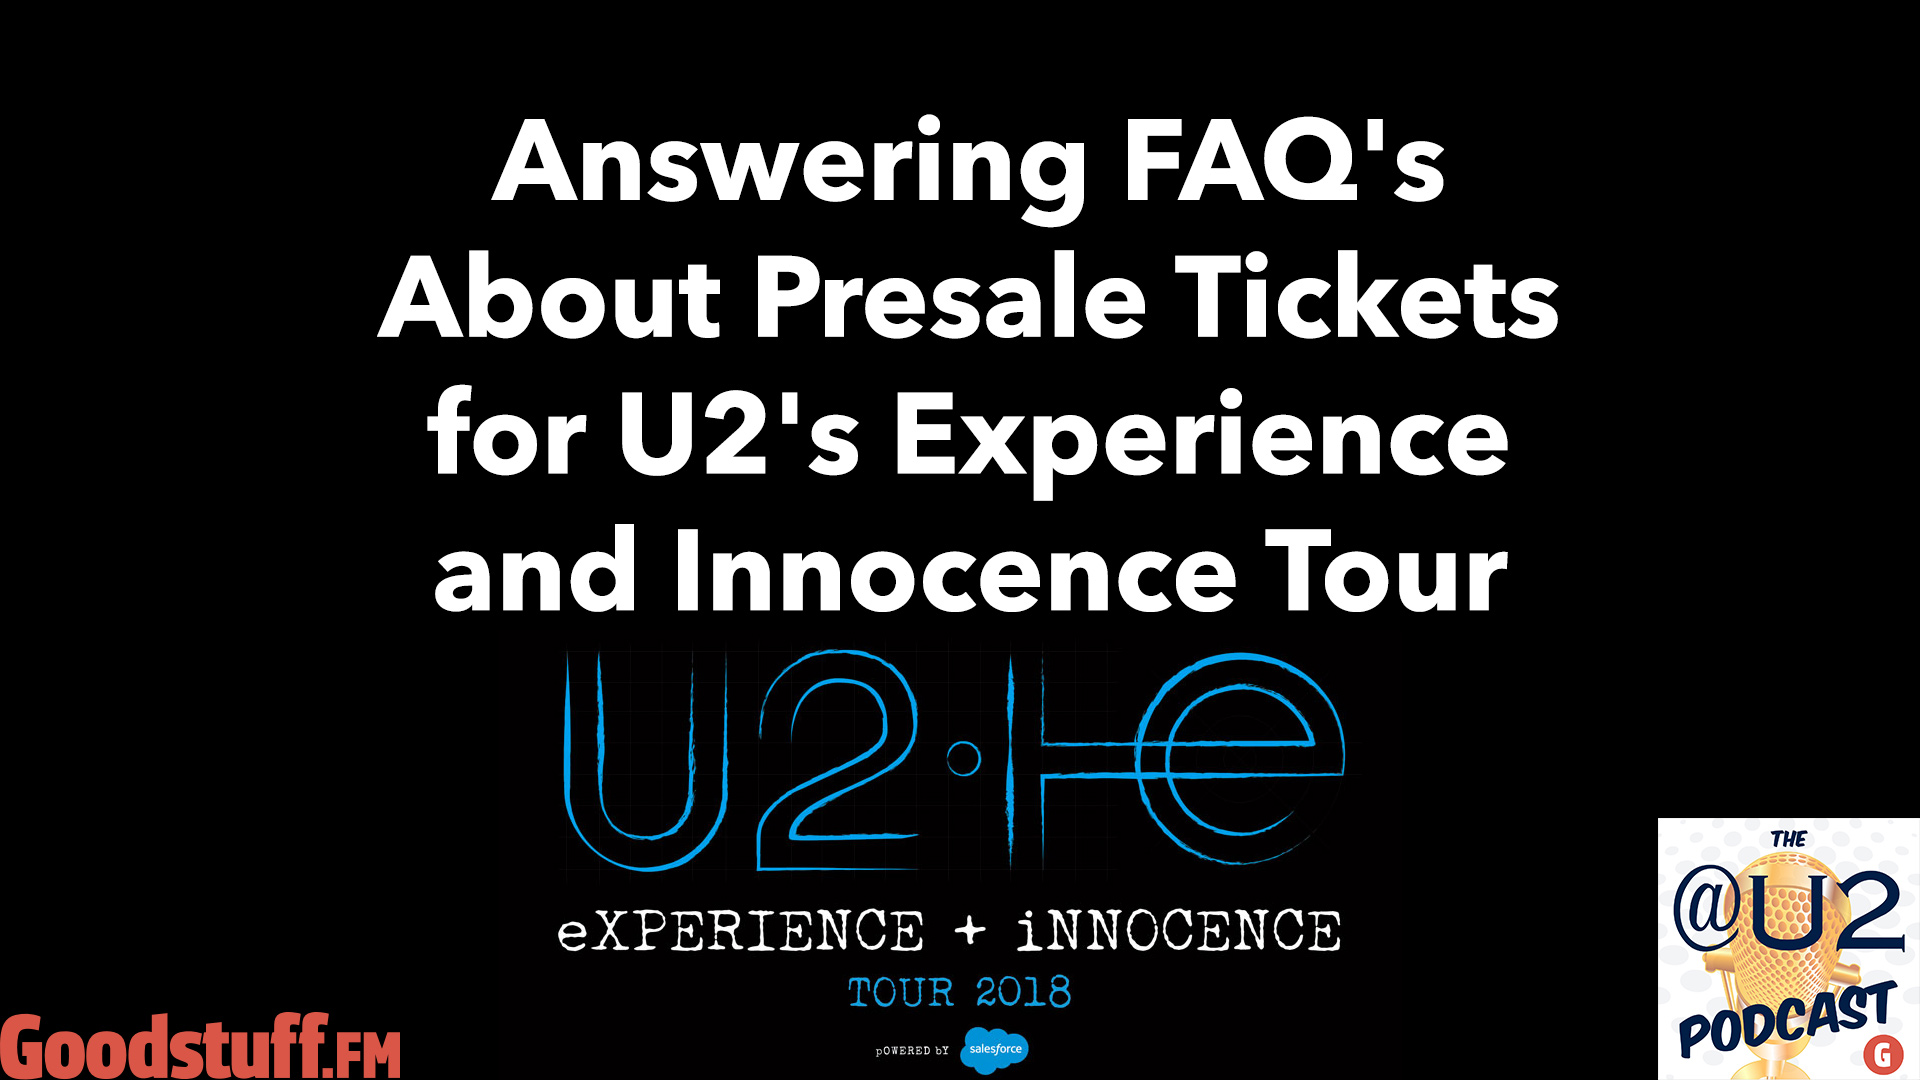 Answering FAQ's
About Presale Tickets
for U2's Experience
and Innocence Tour
U2·ie
eXPERIENCE + iNNOCENCE
TOUR 2018
pOWERED bY salesforce
Goodstuff.FM
THE
@U2
PODCAST
G